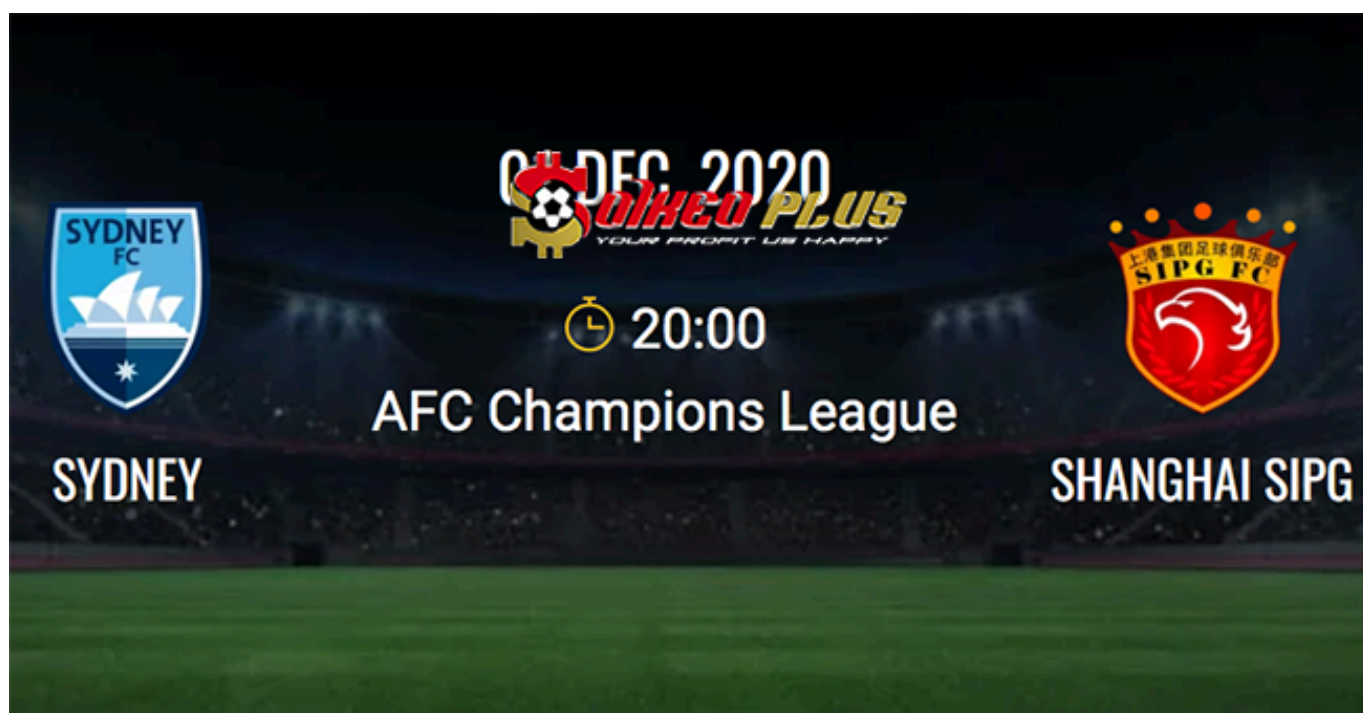 DEC, 2020
SOIKEO PLUS
YOUR PROFIT US HAPPY
SYDNEY
FC
上港集团足球俱乐部
SIPG FC
20:00
AFC Champions League
SYDNEY
SHANGHAI SIPG